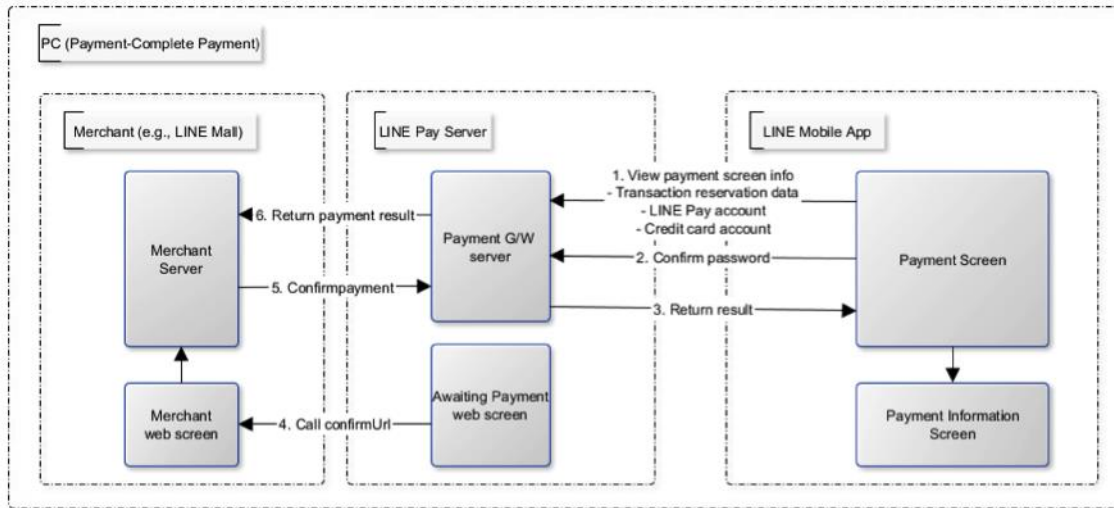 PC (Payment-Complete Payment)
Merchant (e.g., LINE Mall)
LINE Pay Server
LINE Mobile App
1. View payment screen info
- Transaction reservation data
- LINE Pay account
- Credit card account
6. Return payment result
Merchant
Server
Payment G/W
server
2. Confirm password
Payment Screen
5. Confirmpayment
3. Return result
Merchant
web screen
4. Call confirmUrl
Awaiting Payment
web screen
Payment Information
Screen